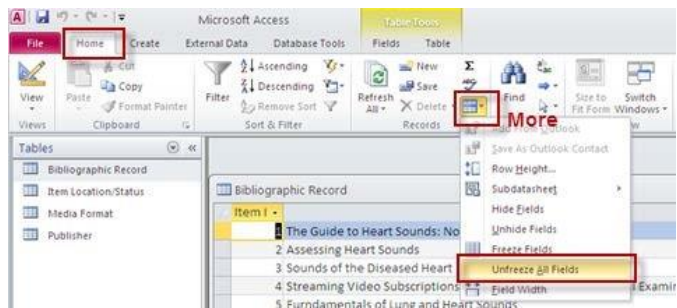 A Microsoft Access Table Tools
File Home Create External Data Database Tools Fields Table
View Paste Cut Copy Format Painter
Filter Ascending Descending Remove Sort
Refresh All New Save Delete Σ More
Find Size to Fit Form Switch Windows
Views Clipboard Sort & Filter Records
Add From Outlook
Save As Outlook Contact
Row Height...
Subdatasheet
Hide Fields
Unhide Fields
Freeze Fields
Unfreeze All Fields
Field Width
Tables
Bibliographic Record
Item Location/Status
Media Format
Publisher
Bibliographic Record
Item I
1 The Guide to Heart Sounds: No
2 Assessing Heart Sounds
3 Sounds of the Diseased Heart
4 Streaming Video Subscriptions Examin
5 Furndamentals of Lung and Heart Sounds